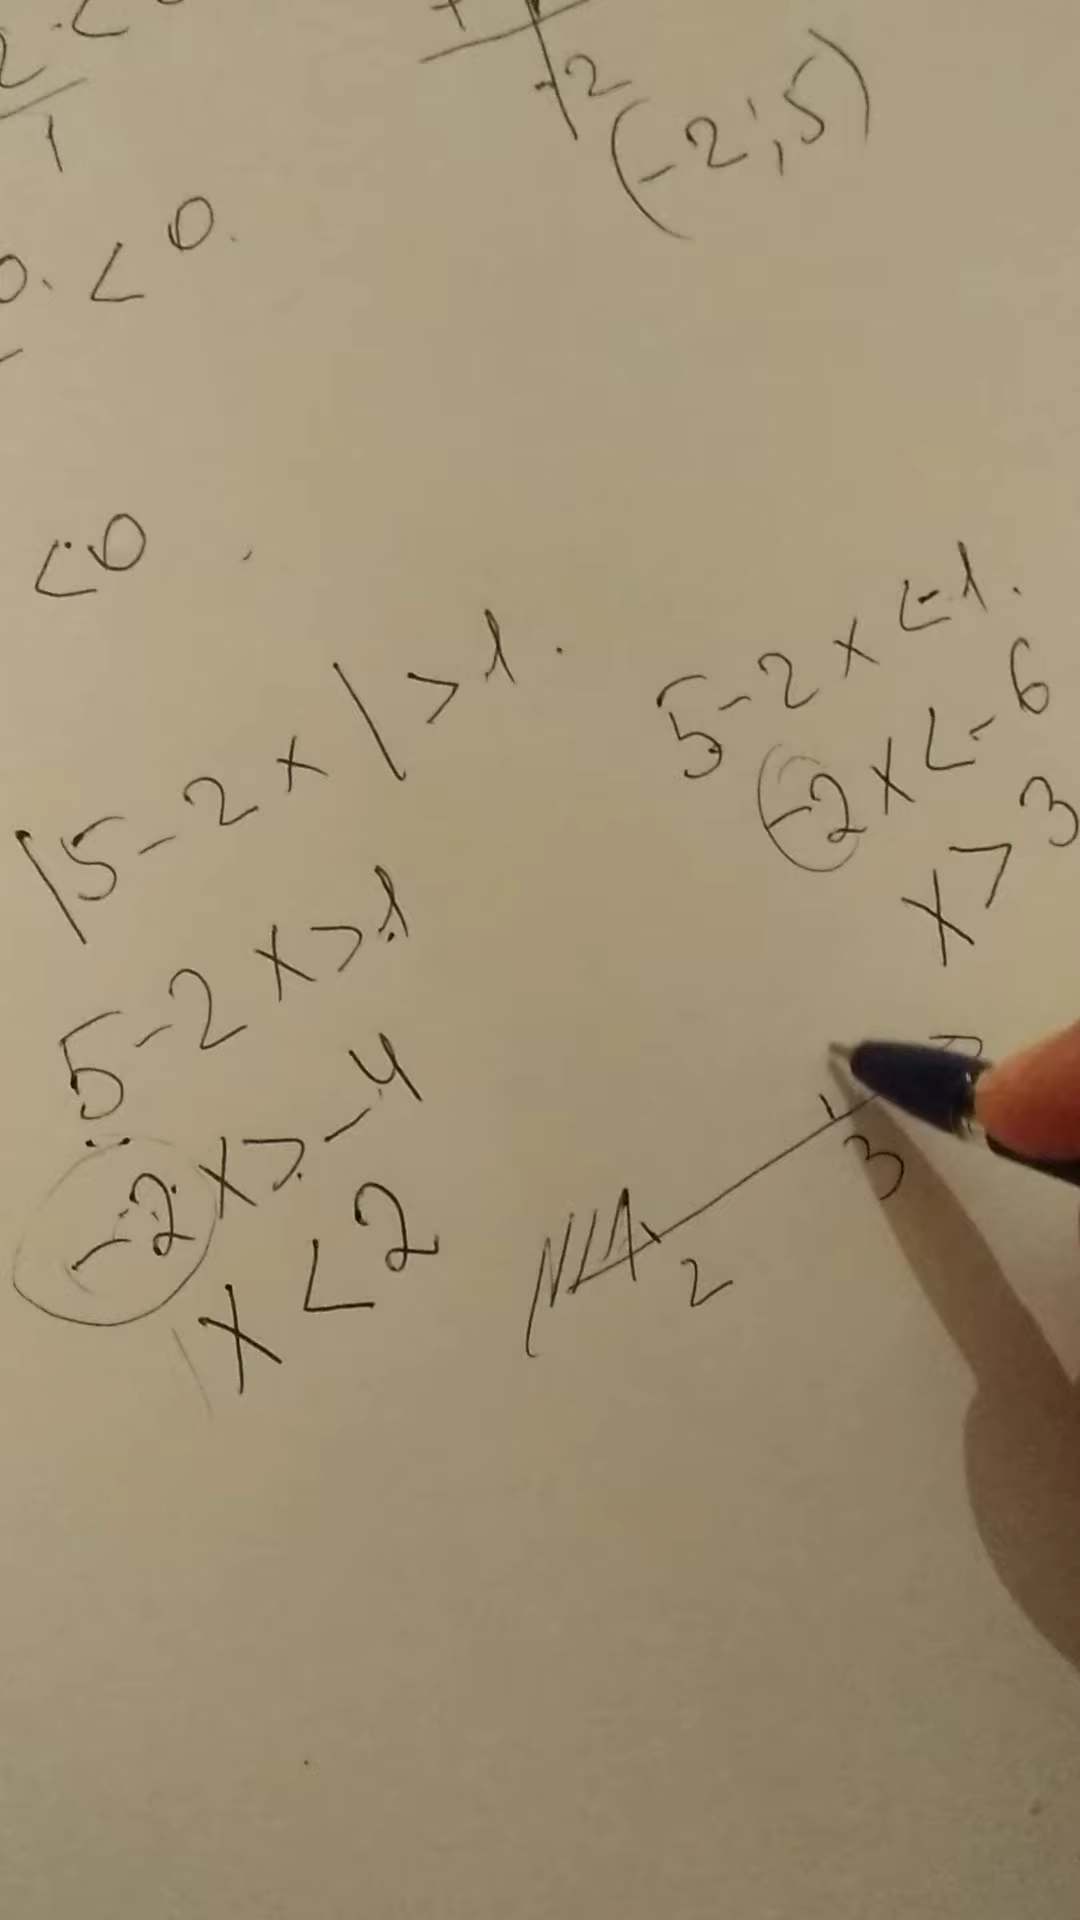 -2
(-2;5)
<0.
<0.
|5-2x|>1.
5-2x>1
-2x>-4
x<2
5-2x<-1.
-2x<-6
x>3
2
3